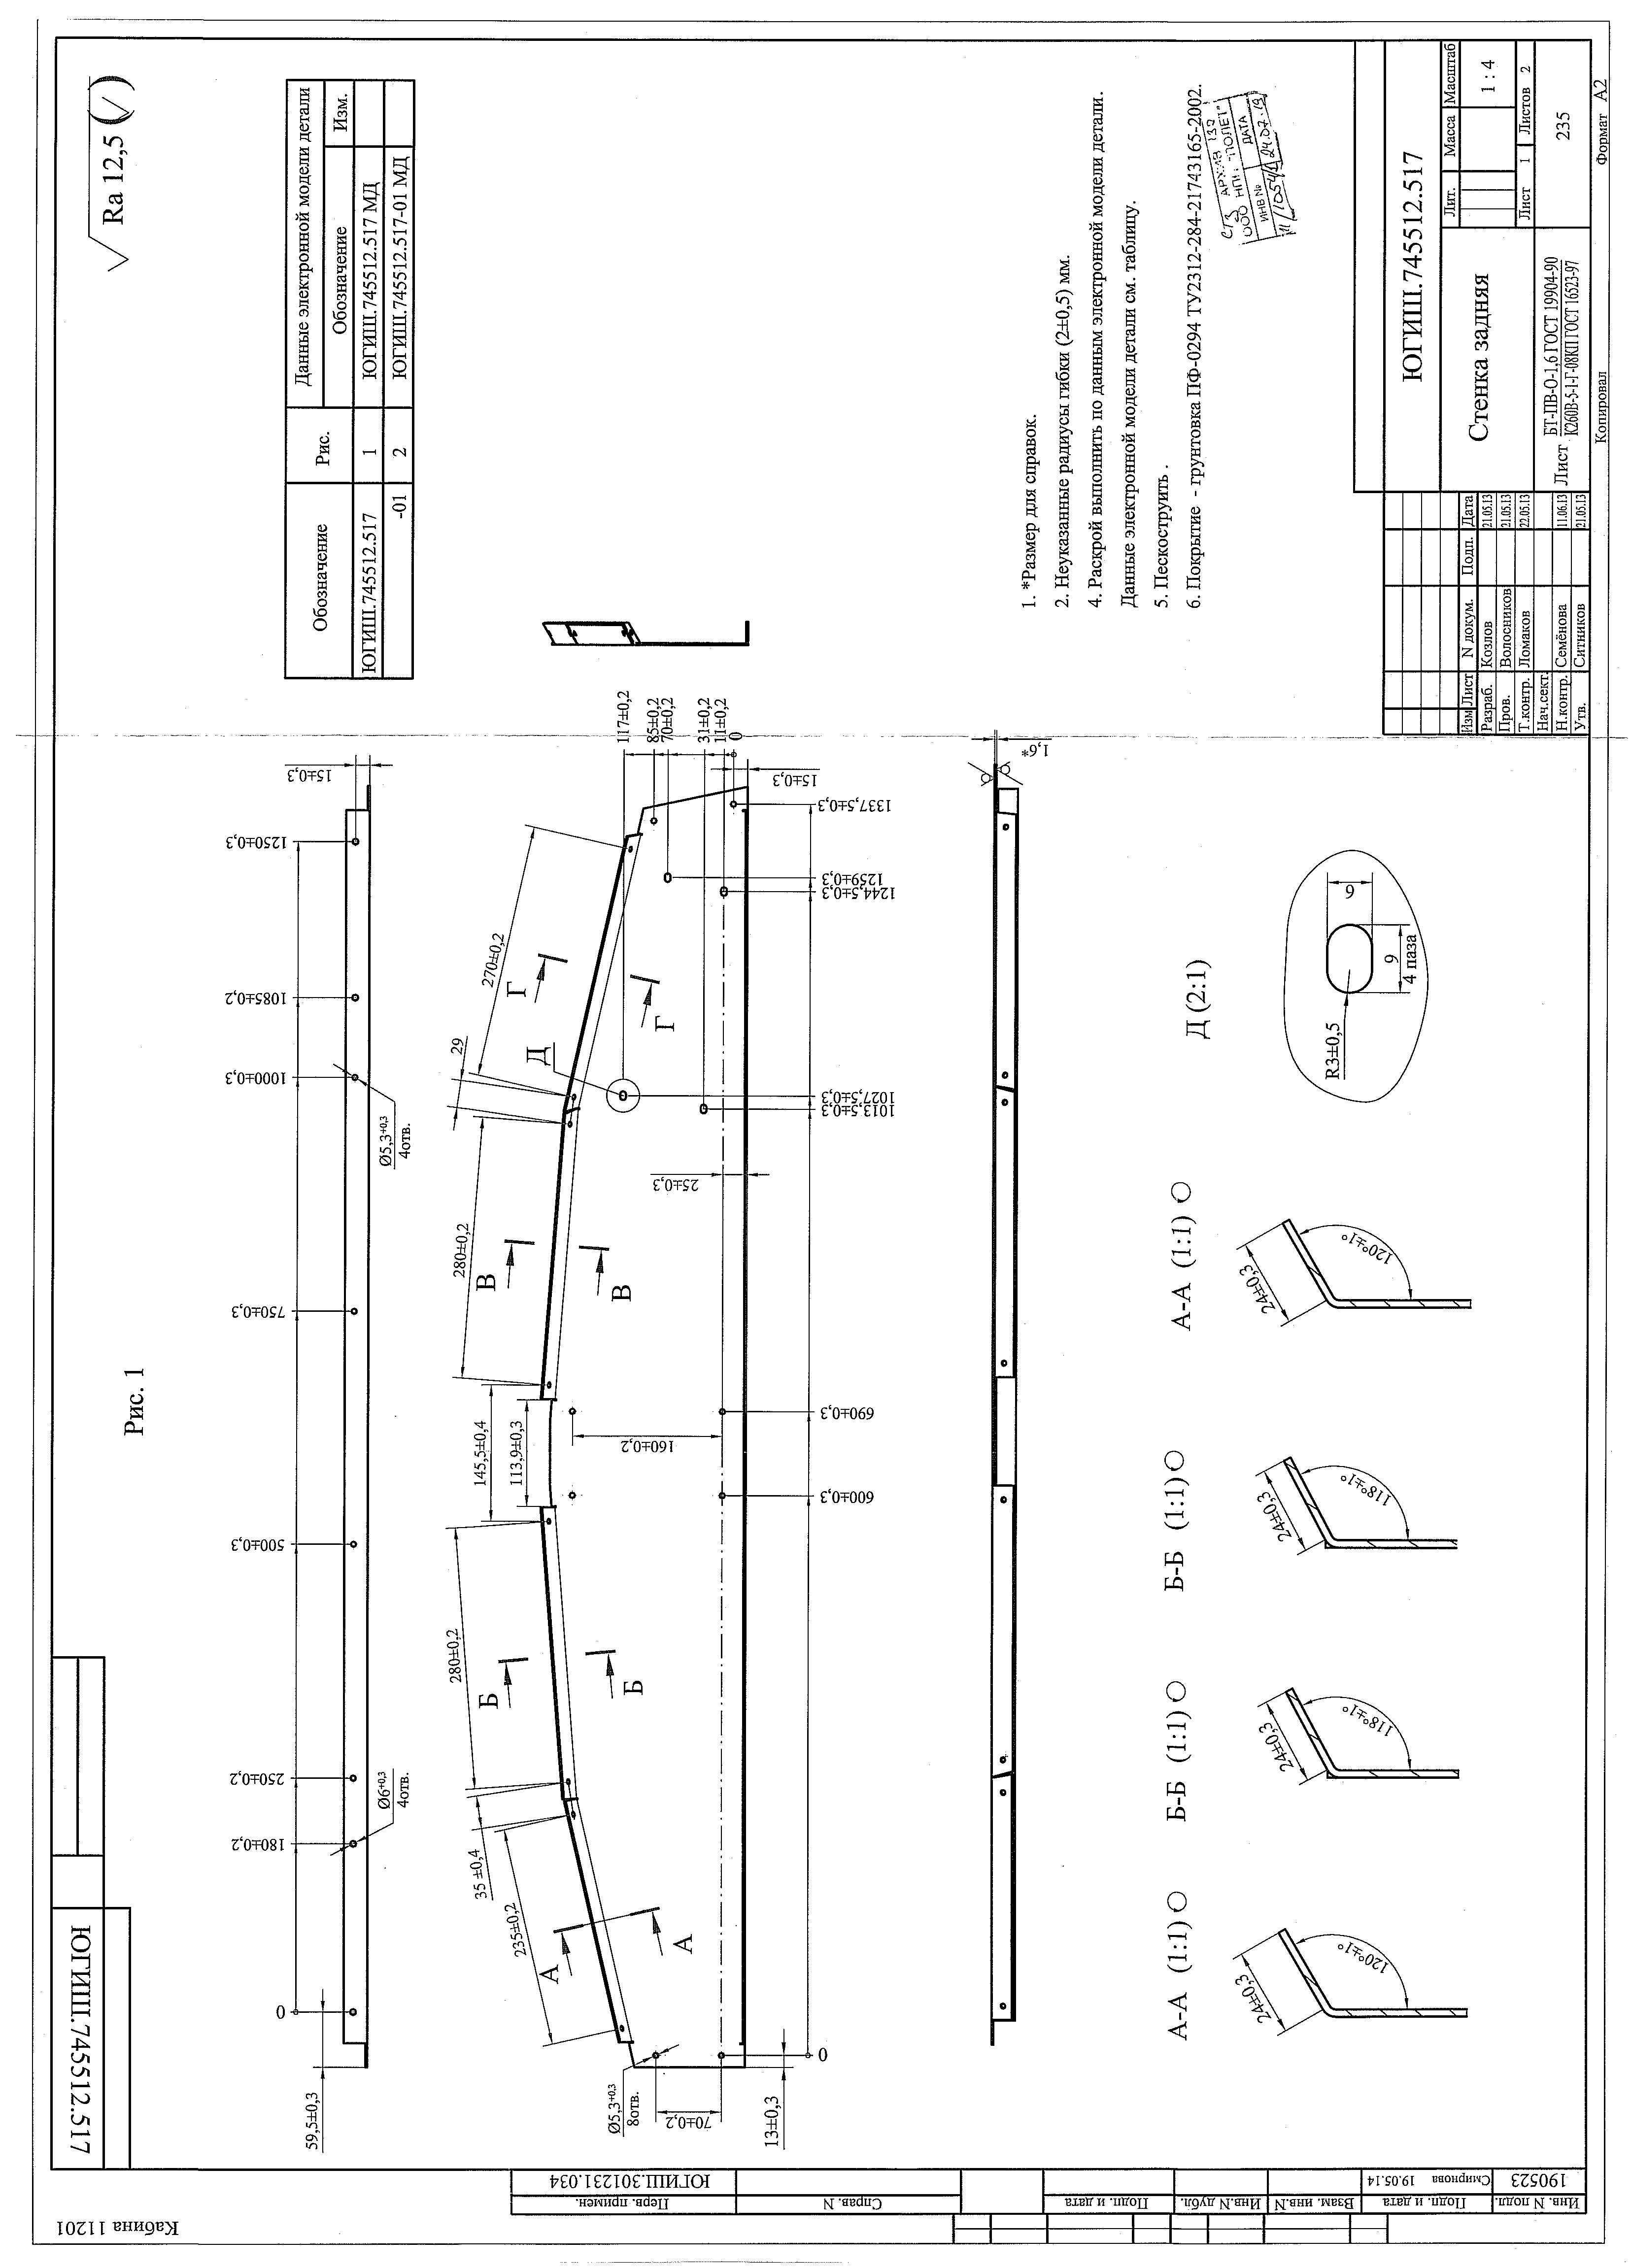 ЮГИШ.745512.517
√ Ra 12,5 (√)
Рис. 1
Обозначение
Рис.
Данные электронной модели детали
Обозначение
Изм.
ЮГИШ.745512.517
1
ЮГИШ.745512.517 МД
-01
2
ЮГИШ.745512.517-01 МД
59,5±0,3
0
180±0,2
250±0,2
500±0,3
750±0,3
1000±0,3
1085±0,2
1250±0,3
15±0,3
Ø6+0,3
4отв.
Ø5,3+0,3
4отв.
235±0,2
35 ±0,4
280±0,2
145,5±0,4
113,9±0,3
280±0,2
29
270±0,2
А
А
Б
Б
В
В
Г
Г
Д
117±0,2
85±0,2
70±0,2
31±0,2
11±0,2
0
15±0,3
Ø5,3+0,3
8отв.
70±0,2
13±0,3
0
160±0,2
25±0,3
600±0,3
690±0,3
1013,5±0,3
1027,5±0,3
1244,5±0,3
1259±0,3
1337,5±0,3
1,6*
А-А (1:1)
24±0,3
120°±1°
Б-Б (1:1)
24±0,3
118°±1°
Б-Б (1:1)
24±0,3
118°±1°
А-А (1:1)
24±0,3
120°±1°
Д (2:1)
R3±0,5
6
9
4 паза
1. *Размер для справок.
2. Неуказанные радиусы гибки (2±0,5) мм.
4. Раскрой выполнить по данным электронной модели детали.
Данные электронной модели детали см. таблицу.
5. Пескоструить .
6. Покрытие - грунтовка ПФ-0294 ТУ2312-284-21743165-2002.
СТЗ АРХИВ 137
ООО НПП "ПОЛЕТ"
ИНВ № ДАТА
24.07.19
ЮГИШ.745512.517
Изм Лист N докум. Подп. Дата
Разраб. Козлов 21.05.13
Пров. Волосников 21.05.13
Т.контр. Ломаков 22.05.13
Нач.сект.
Н.контр. Семёнова 11.06.13
Утв. Ситников 21.05.13
Стенка задняя
Лит. Масса Масштаб
1 : 4
Лист 1 Листов 2
Лист
БТ-ПВ-О-1,6 ГОСТ 19904-90
К260В-5-1-Г-08КП ГОСТ 16523-97
235
Копировал
Формат А2
Кабина 11201
Перв. примен.
ЮГИШ.301231.034
Справ. N
Подп. и дата
Инв.N дубл.
Взам. инв.N
Подп. и дата
Смирнова 19.05.14
Инв. N подл.
190523